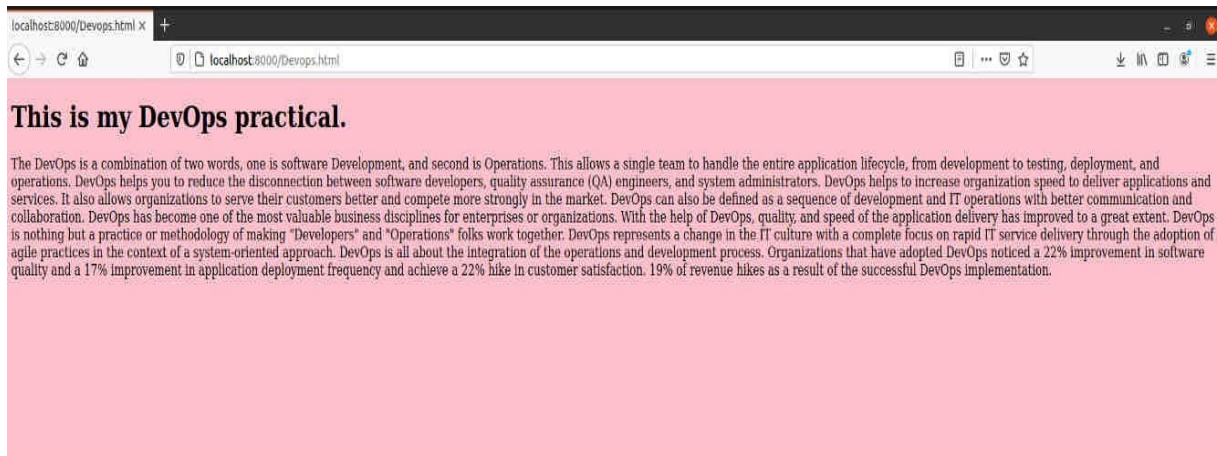 localhost:8000/Devops.html
localhost:8000/Devops.html
This is my DevOps practical.
The DevOps is a combination of two words, one is software Development, and second is Operations. This allows a single team to handle the entire application lifecycle, from development to testing, deployment, and
operations. DevOps helps you to reduce the disconnection between software developers, quality assurance (QA) engineers, and system administrators. DevOps helps to increase organization speed to deliver applications and
services. It also allows organizations to serve their customers better and compete more strongly in the market. DevOps can also be defined as a sequence of development and IT operations with better communication and
collaboration. DevOps has become one of the most valuable business disciplines for enterprises or organizations. With the help of DevOps, quality, and speed of the application delivery has improved to a great extent. DevOps
is nothing but a practice or methodology of making "Developers" and "Operations" folks work together. DevOps represents a change in the IT culture with a complete focus on rapid IT service delivery through the adoption of
agile practices in the context of a system-oriented approach. DevOps is all about the integration of the operations and development process. Organizations that have adopted DevOps noticed a 22% improvement in software
quality and a 17% improvement in application deployment frequency and achieve a 22% hike in customer satisfaction. 19% of revenue hikes as a result of the successful DevOps implementation.